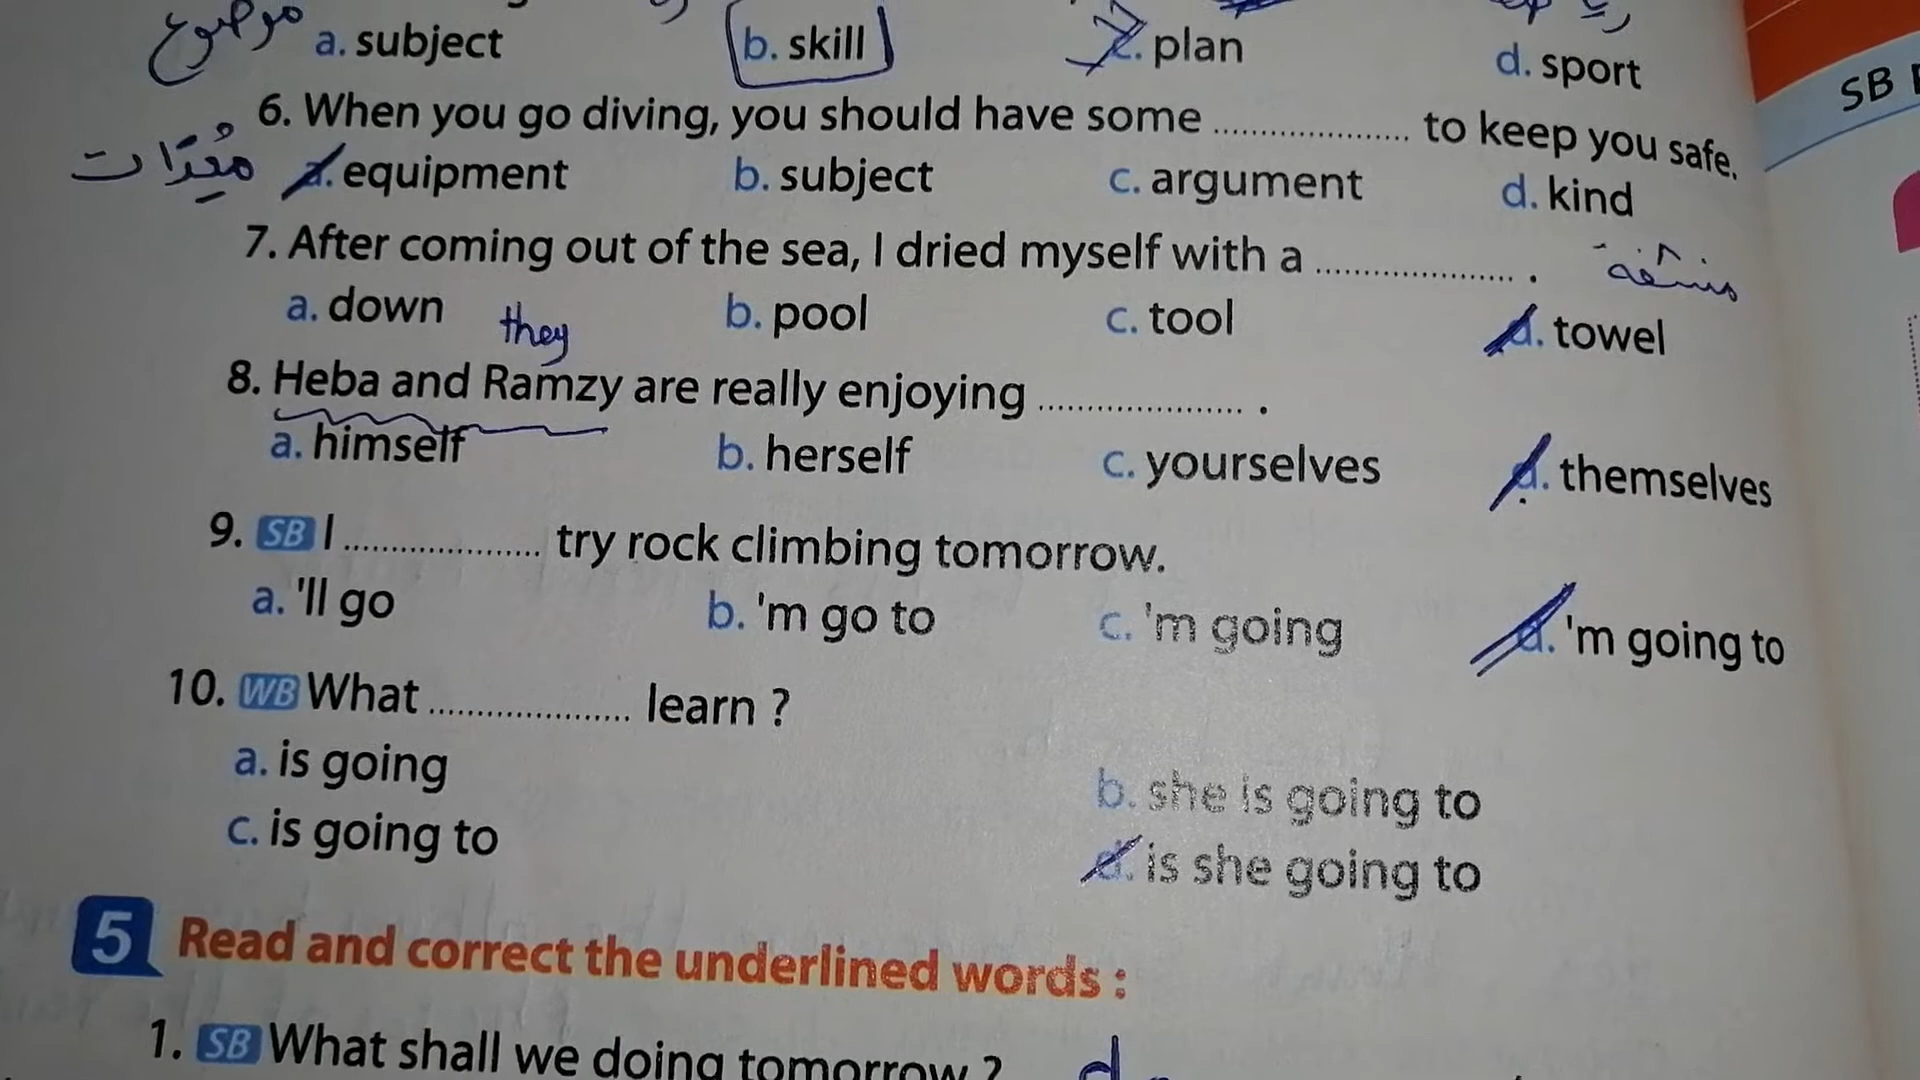 موضوع a. subject b. skill c. plan d. sport
SB
6. When you go diving, you should have some .................... to keep you safe.
مُعِدّات a. equipment b. subject c. argument d. kind
7. After coming out of the sea, I dried myself with a .................... . منشفة
a. down b. pool c. tool d. towel
they
8. Heba and Ramzy are really enjoying .................... .
a. himself b. herself c. yourselves d. themselves
9. SB I .................... try rock climbing tomorrow.
a. 'll go b. 'm go to c. 'm going d. 'm going to
10. WB What .................... learn ?
a. is going b. she is going to
c. is going to d. is she going to
5 Read and correct the underlined words :
1. SB What shall we doing tomorrow ?